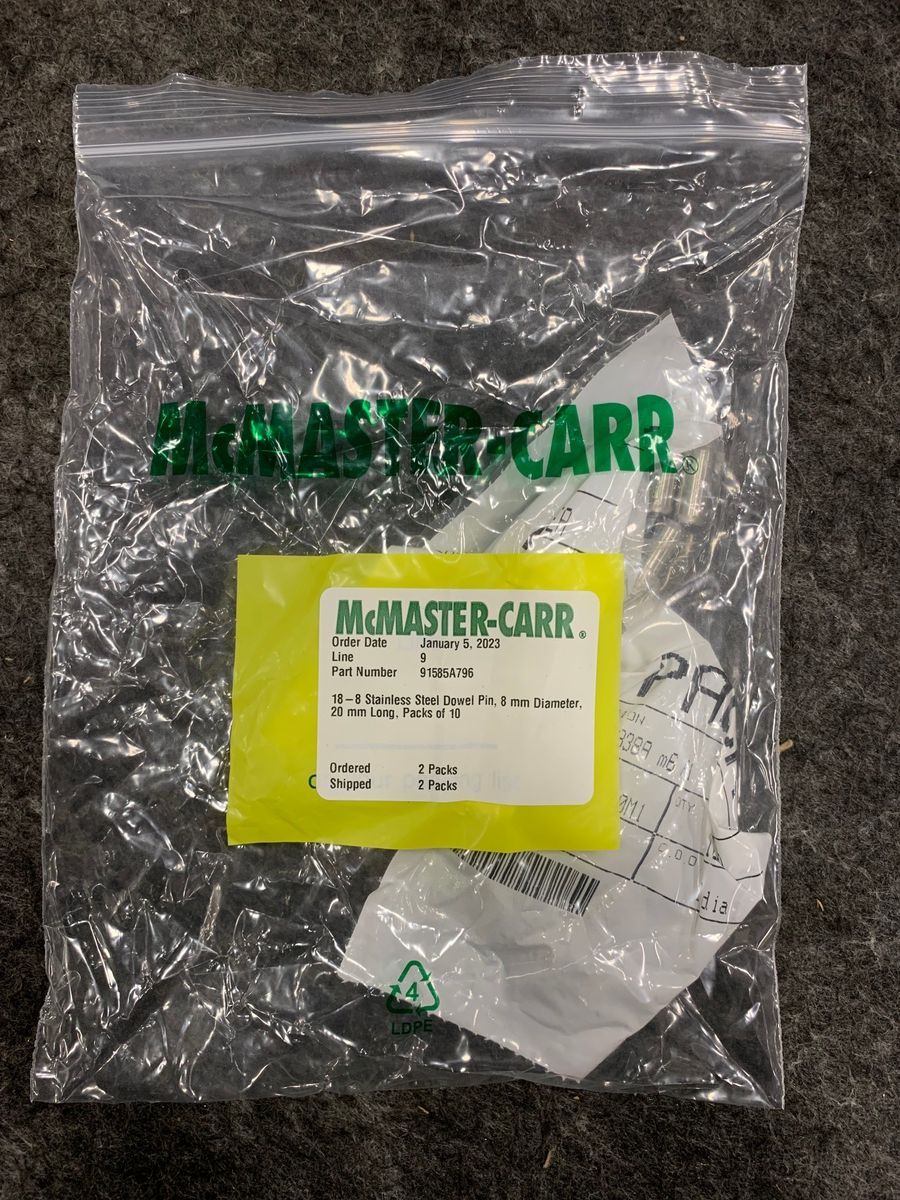 McMASTER-CARR®
McMASTER-CARR®
Order Date January 5, 2023
Line 9
Part Number 91585A796
18-8 Stainless Steel Dowel Pin, 8 mm Diameter,
20 mm Long, Packs of 10
Ordered 2 Packs
Shipped 2 Packs
dia
4
LDPE